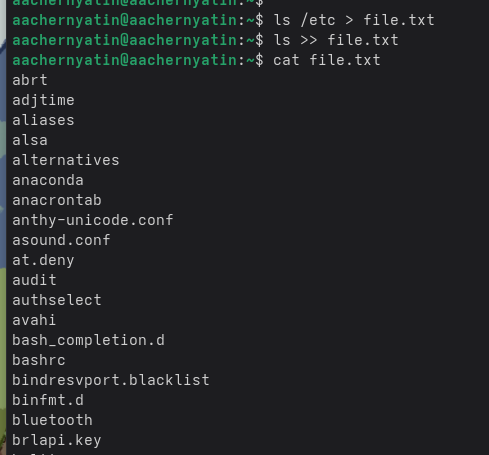 aachernyatin@aachernyatin:~$
aachernyatin@aachernyatin:~$ ls /etc > file.txt
aachernyatin@aachernyatin:~$ ls >> file.txt
aachernyatin@aachernyatin:~$ cat file.txt
abrt
adjtime
aliases
alsa
alternatives
anaconda
anacrontab
anthy-unicode.conf
asound.conf
at.deny
audit
authselect
avahi
bash_completion.d
bashrc
bindresvport.blacklist
binfmt.d
bluetooth
brlapi.key